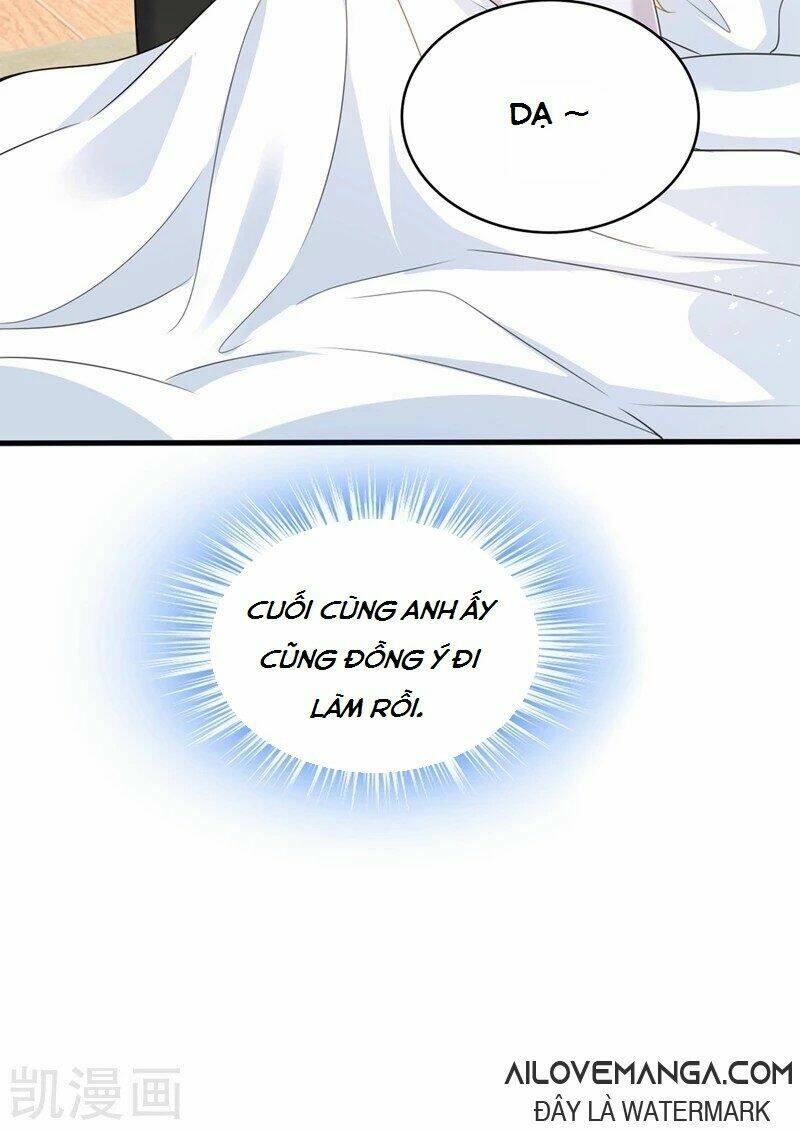 DẠ ~
CUỐI CÙNG ANH ẤY
CŨNG ĐỒNG Ý ĐI
LÀM RỒI.
凯漫画
AILOVEMANGA.COM
ĐÂY LÀ WATERMARK